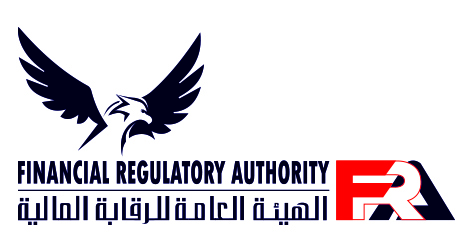 FINANCIAL REGULATORY AUTHORITY
الهيئة العامة للرقابة المالية
FRA